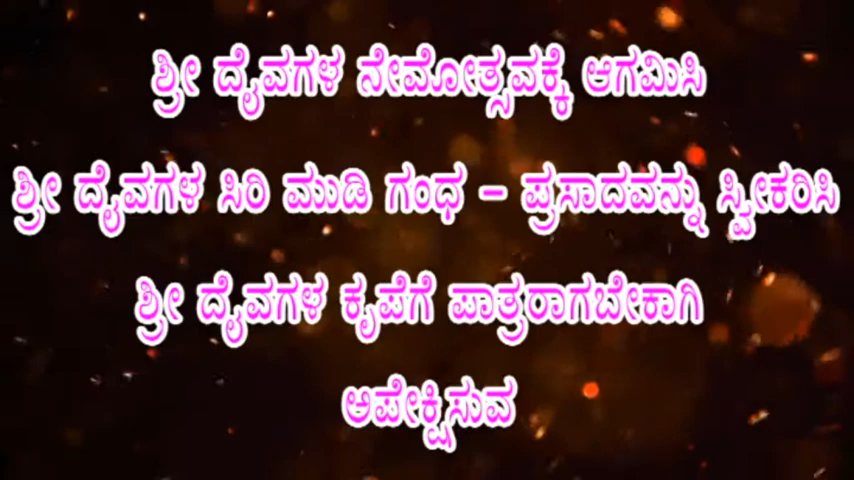 ಶ್ರೀ ದೈವಗಳ ನೇಮೋತ್ಸವಕ್ಕೆ ಆಗಮಿಸಿ
ಶ್ರೀ ದೈವಗಳ ಸಿರಿ ಮುಡಿ ಗಂಧ – ಪ್ರಸಾದವನ್ನು ಸ್ವೀಕರಿಸಿ
ಶ್ರೀ ದೈವಗಳ ಕೃಪೆಗೆ ಪಾತ್ರರಾಗಬೇಕಾಗಿ
ಅಪೇಕ್ಷಿಸುವ